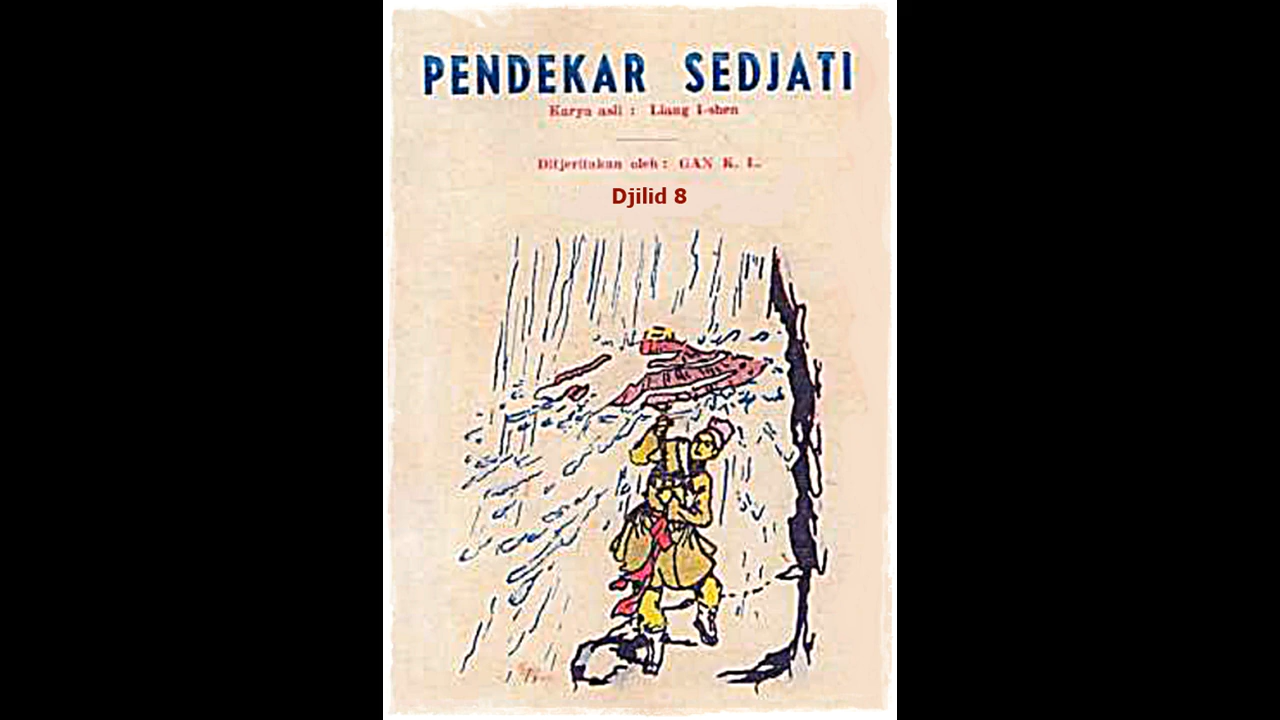 PENDEKAR SEDJATI
Karya asli : Liang I-shen
Ditjeritakan oleh : GAN K. L.
Djilid 8